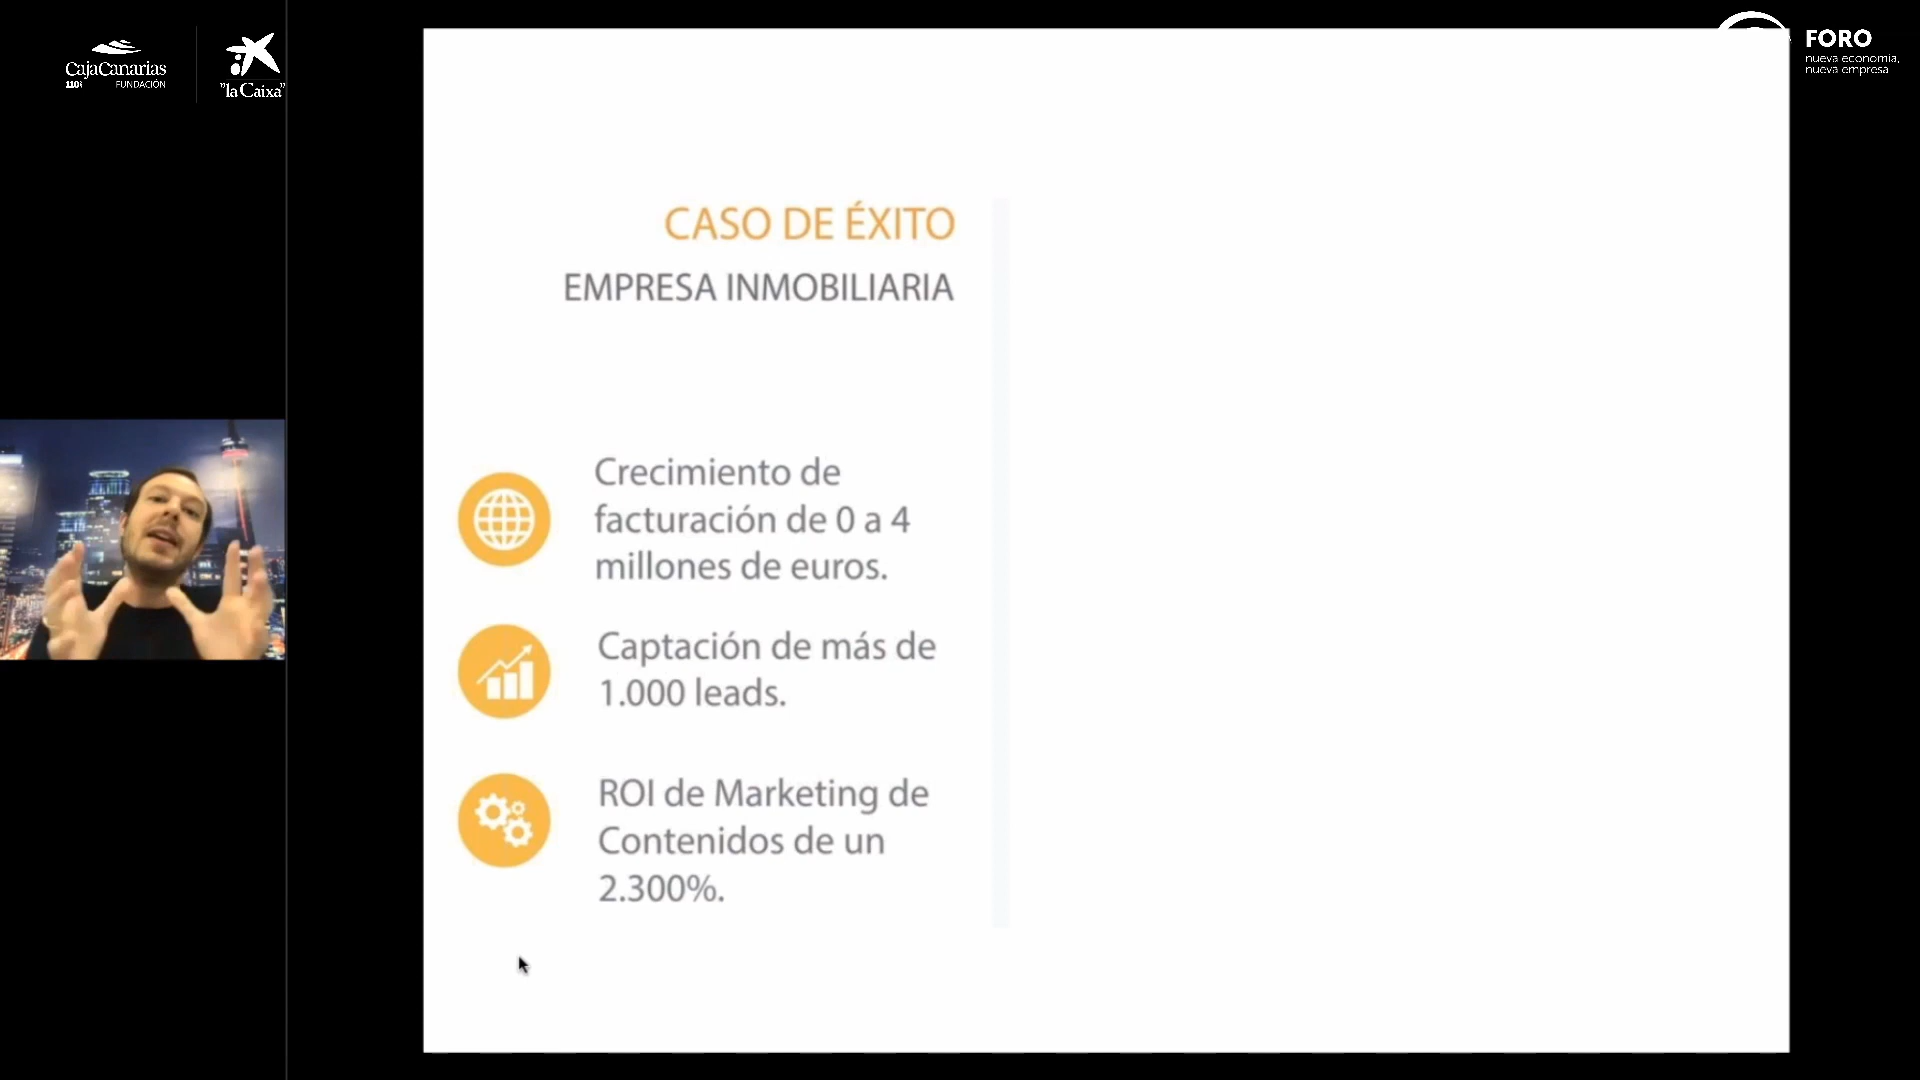 CajaCanarias
FUNDACIÓN
"la Caixa"
FORO
nueva economía,
nueva empresa
CASO DE ÉXITO
EMPRESA INMOBILIARIA
Crecimiento de
facturación de 0 a 4
millones de euros.
Captación de más de
1.000 leads.
ROI de Marketing de
Contenidos de un
2.300%.